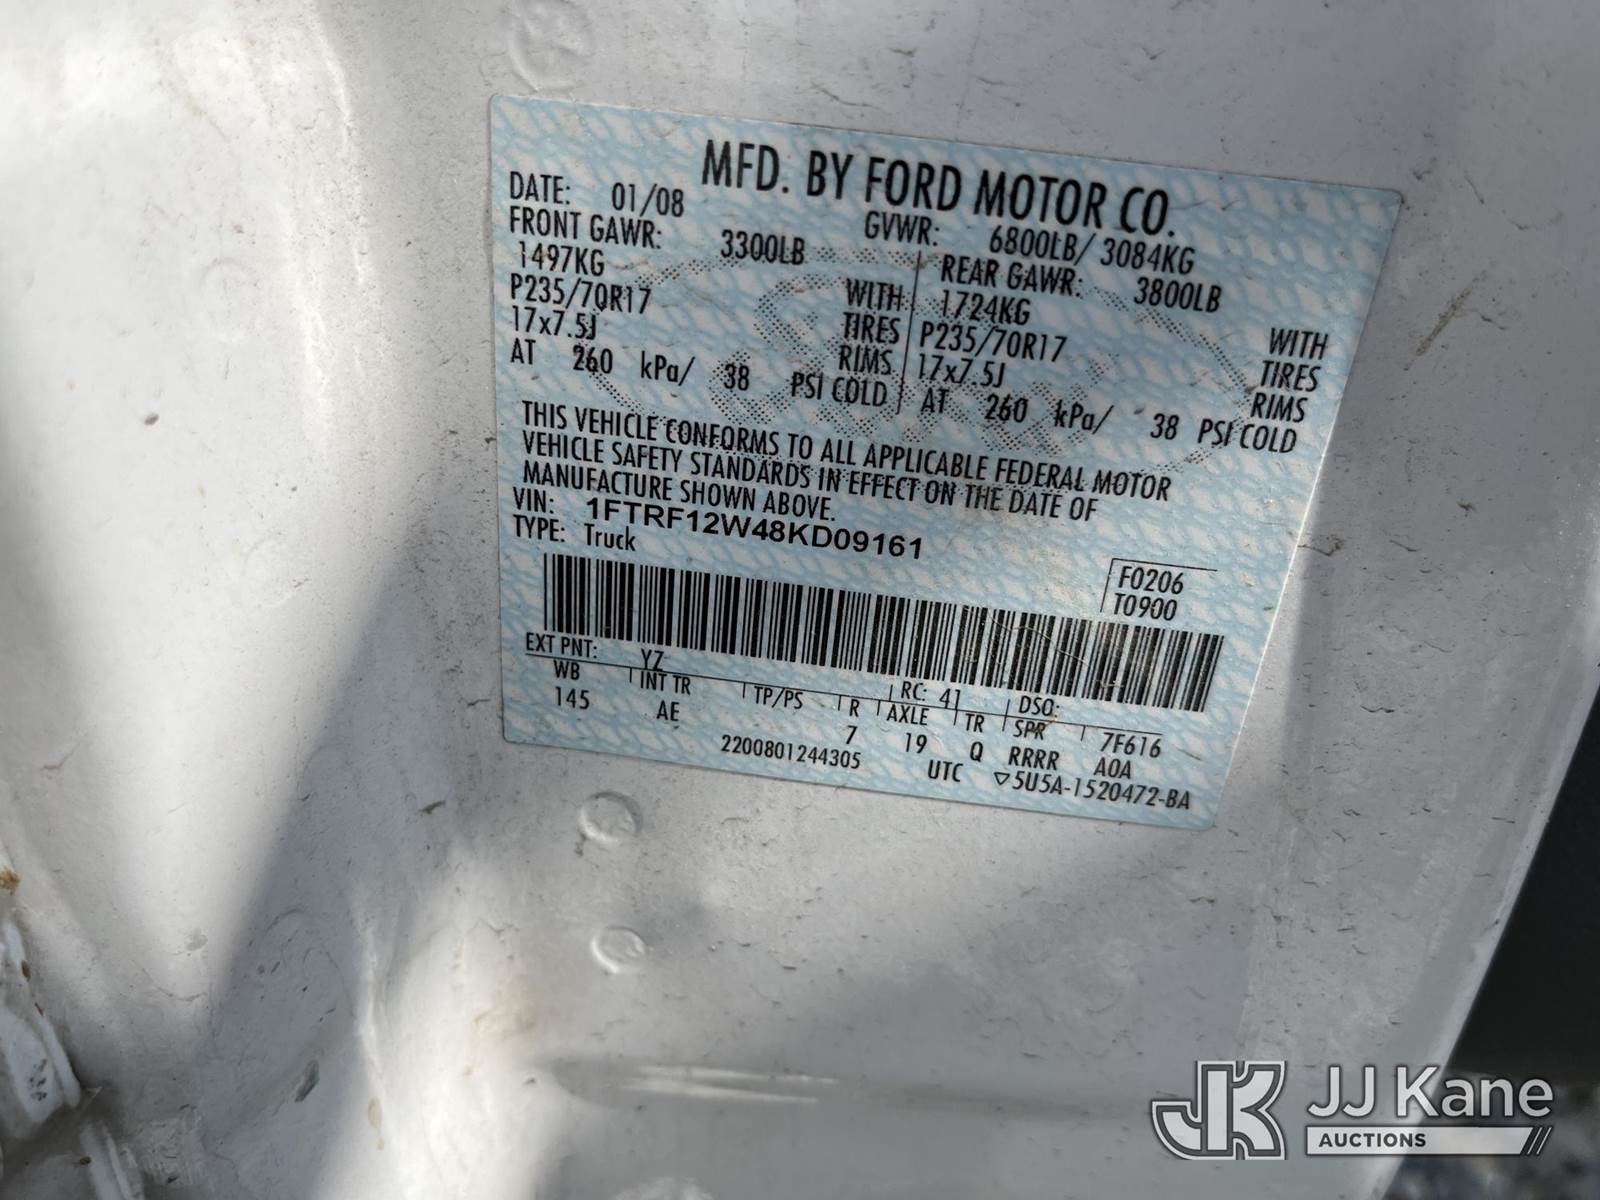 MFD. BY FORD MOTOR CO.
DATE: 01/08 GVWR: 6800LB/ 3084KG
FRONT GAWR: 3300LB REAR GAWR: 3800LB
1497KG WITH 1724KG WITH
P235/70R17 TIRES P235/70R17 TIRES
17x7.5J RIMS 17x7.5J RIMS
AT 260 kPa/ 38 PSI COLD AT 260 kPa/ 38 PSI COLD
THIS VEHICLE CONFORMS TO ALL APPLICABLE FEDERAL MOTOR
VEHICLE SAFETY STANDARDS IN EFFECT ON THE DATE OF
MANUFACTURE SHOWN ABOVE.
VIN: 1FTRF12W48KD09161
TYPE: Truck
F0206
T0900
EXT PNT: YZ RC: 41 DSO:
WB INT TR TP/PS R AXLE TR SPR 7F616
145 AE 7 19 Q RRRR A0A
2200801244305 UTC ▽5U5A-1520472-BA
JK JJ Kane
AUCTIONS